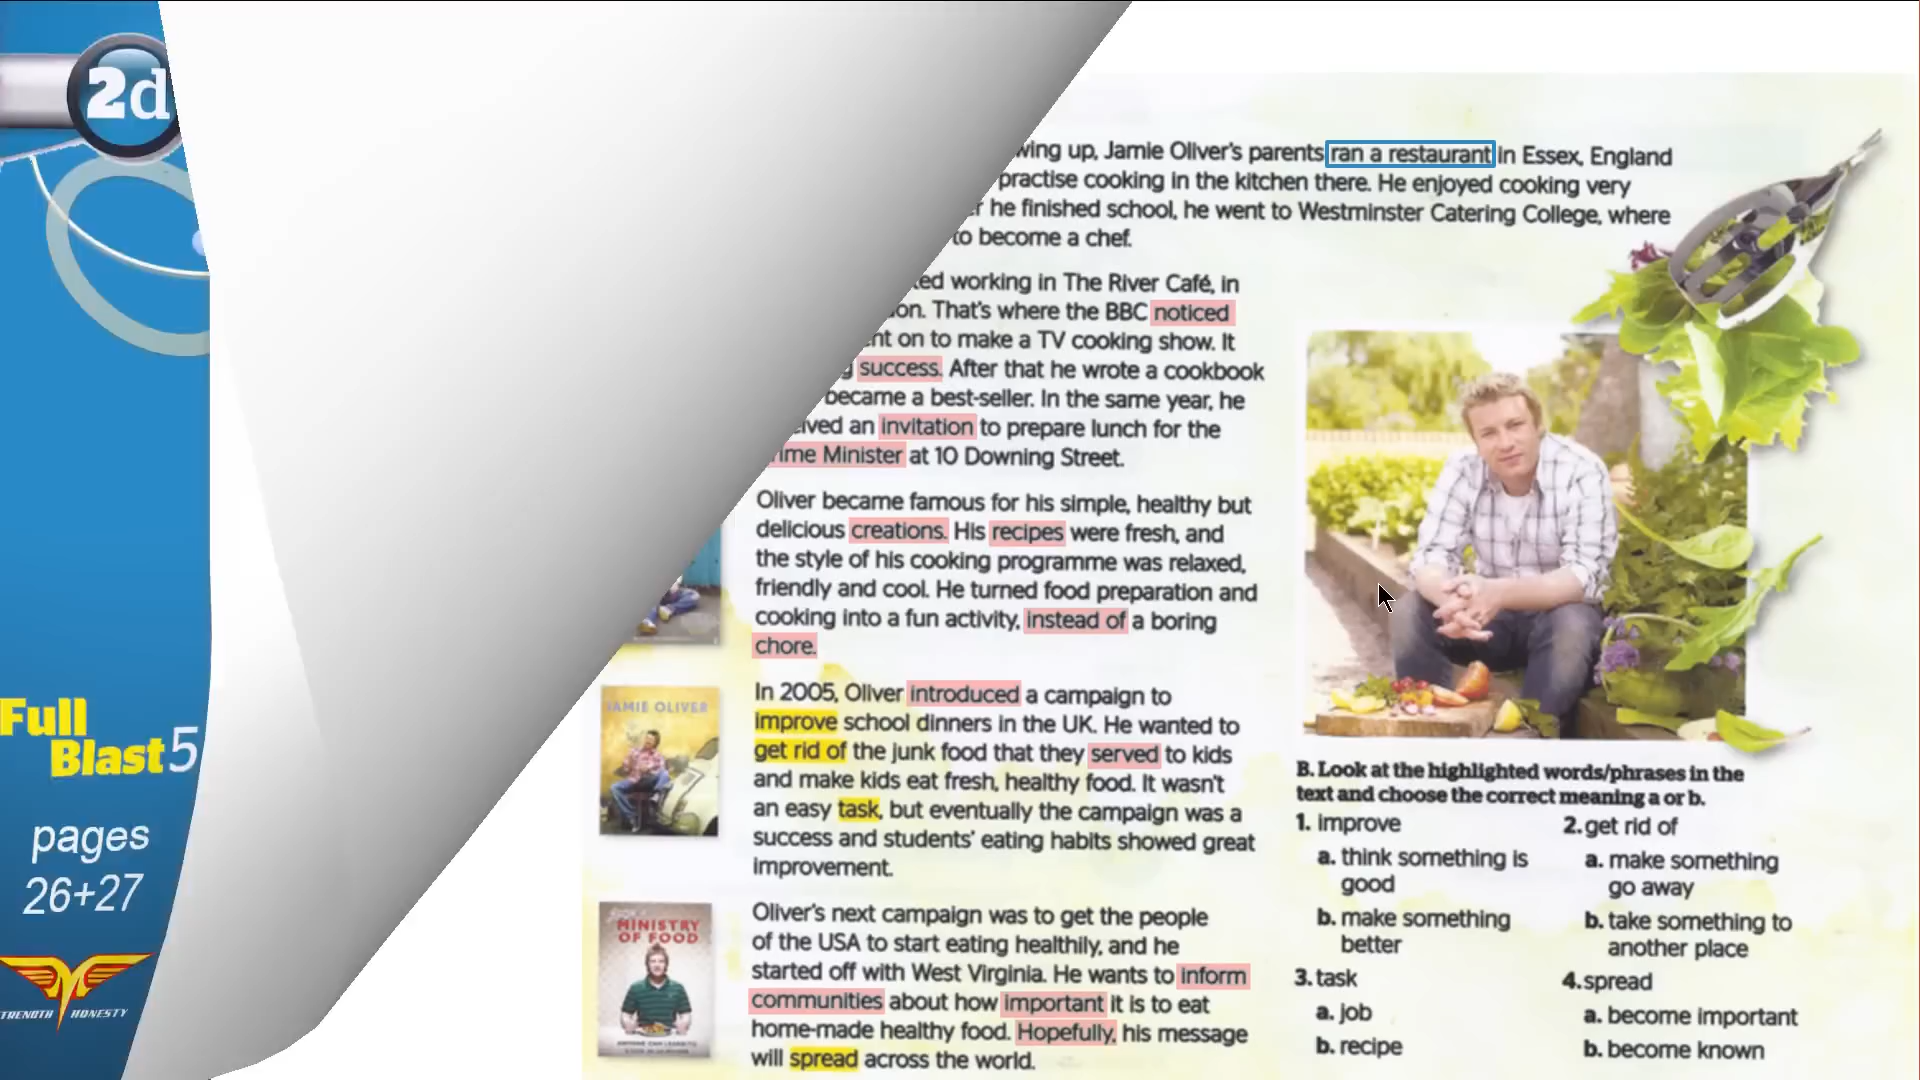 2d
up, Jamie Oliver's parents ran a restaurant in Essex, England
practise cooking in the kitchen there. He enjoyed cooking very
he finished school, he went to Westminster Catering College, where
to become a chef.
working in The River Café, in
That's where the BBC noticed
on to make a TV cooking show. It
success. After that he wrote a cookbook
became a best-seller. In the same year, he
an invitation to prepare lunch for the
Minister at 10 Downing Street.
Oliver became famous for his simple, healthy but
delicious creations. His recipes were fresh, and
the style of his cooking programme was relaxed,
friendly and cool. He turned food preparation and
cooking into a fun activity, instead of a boring
chore.
In 2005, Oliver introduced a campaign to
improve school dinners in the UK. He wanted to
get rid of the junk food that they served to kids
and make kids eat fresh, healthy food. It wasn't
an easy task, but eventually the campaign was a
success and students' eating habits showed great
improvement.
Oliver's next campaign was to get the people
of the USA to start eating healthily, and he
started off with West Virginia. He wants to inform
communities about how important it is to eat
home-made healthy food. Hopefully, his message
will spread across the world.
JAMIE OLIVER
MINISTRY
OF FOOD
B. Look at the highlighted words/phrases in the
text and choose the correct meaning a or b.
1. improve
a. think something is
good
b. make something
better
2. get rid of
a. make something
go away
b. take something to
another place
3. task
a. job
b. recipe
4. spread
a. become important
b. become known
Full
Blast 5
pages
26+27
HONESTY